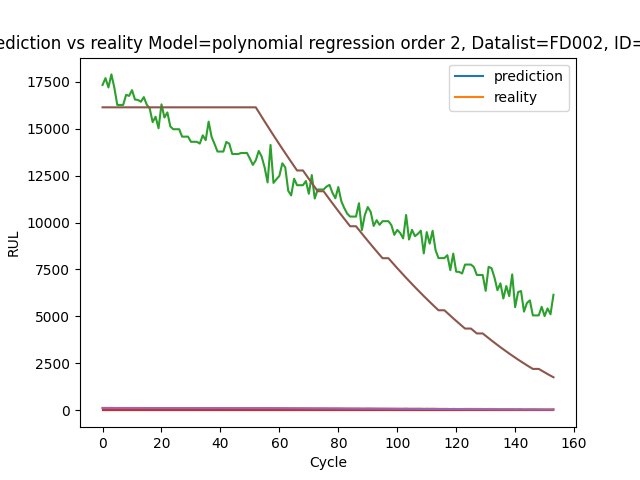 ediction vs reality Model=polynomial regression order 2, Datalist=FD002, ID=
prediction
reality
17500
15000
12500
10000
7500
5000
2500
0
RUL
0 20 40 60 80 100 120 140 160
Cycle